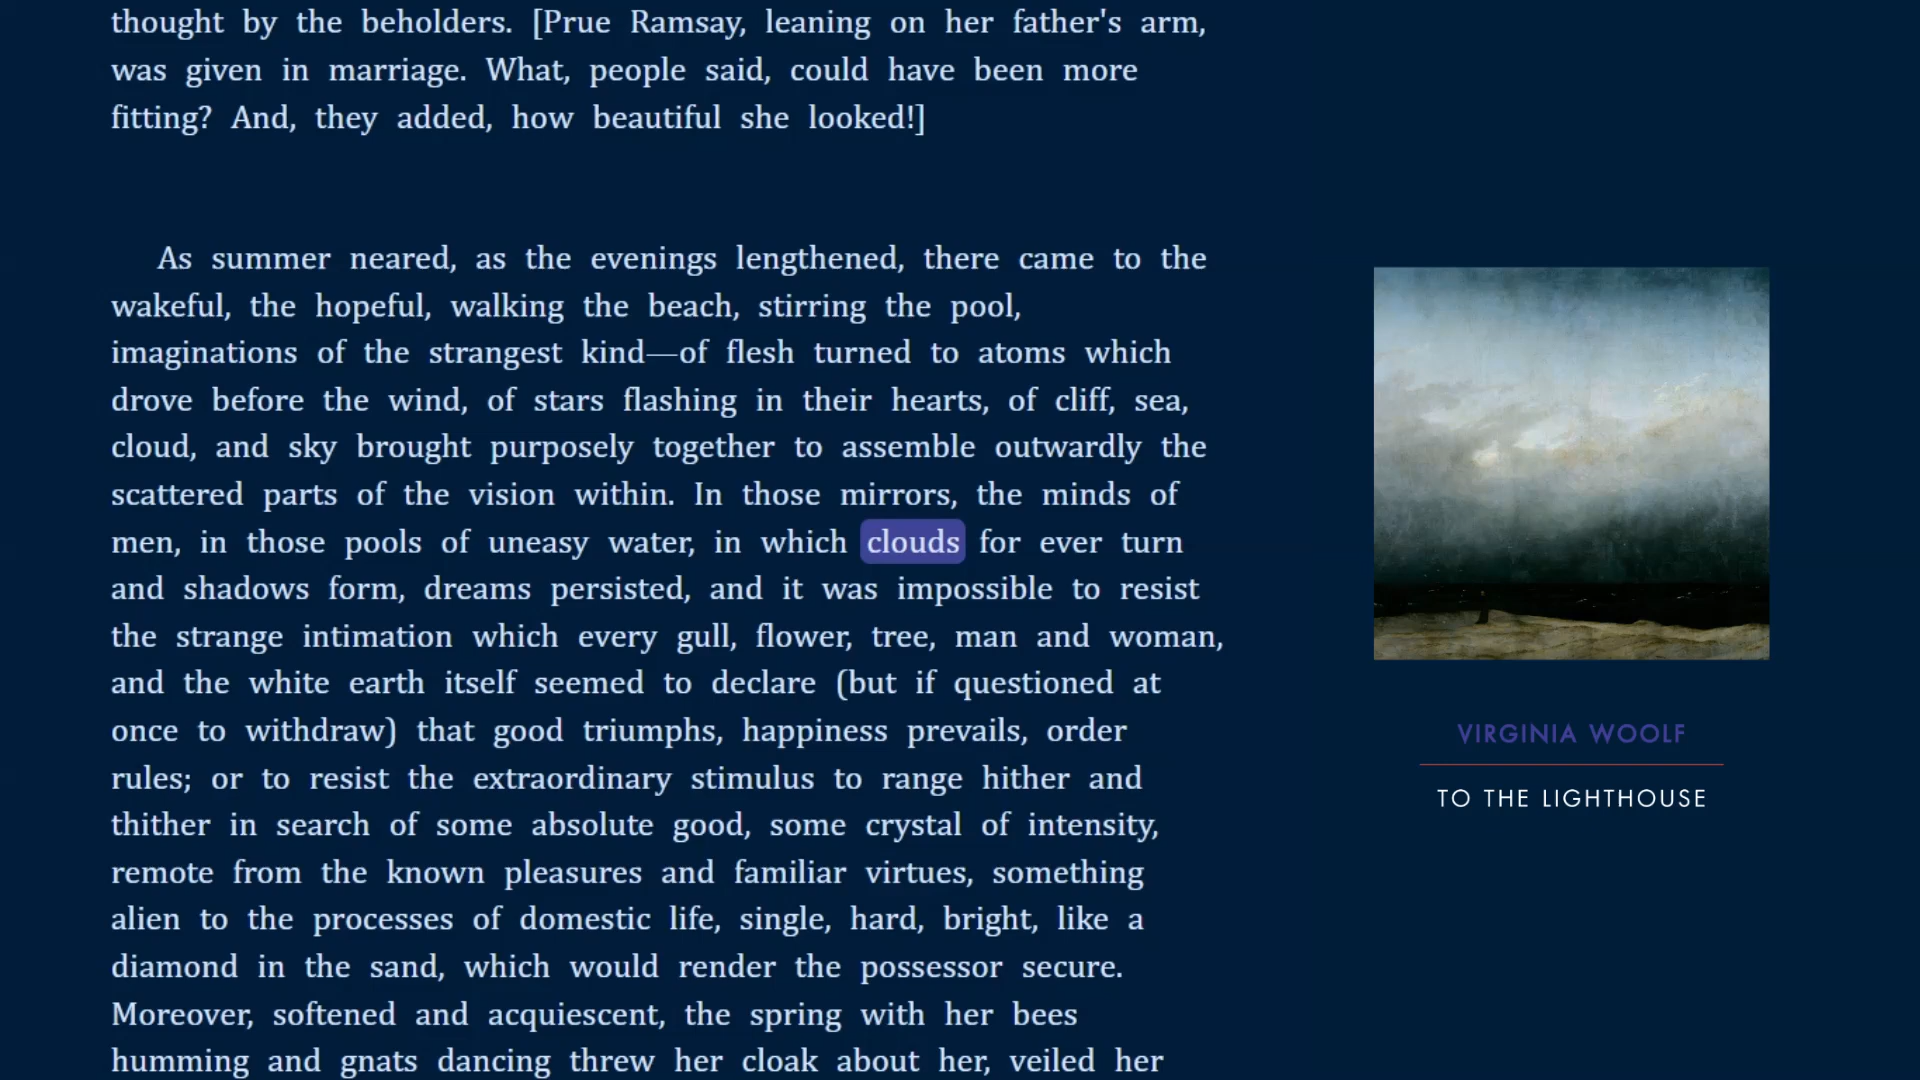 thought by the beholders. [Prue Ramsay, leaning on her father's arm,
was given in marriage. What, people said, could have been more
fitting? And, they added, how beautiful she looked!]
As summer neared, as the evenings lengthened, there came to the
wakeful, the hopeful, walking the beach, stirring the pool,
imaginations of the strangest kind—of flesh turned to atoms which
drove before the wind, of stars flashing in their hearts, of cliff, sea,
cloud, and sky brought purposely together to assemble outwardly the
scattered parts of the vision within. In those mirrors, the minds of
men, in those pools of uneasy water, in which clouds for ever turn
and shadows form, dreams persisted, and it was impossible to resist
the strange intimation which every gull, flower, tree, man and woman,
and the white earth itself seemed to declare (but if questioned at
once to withdraw) that good triumphs, happiness prevails, order
rules; or to resist the extraordinary stimulus to range hither and
thither in search of some absolute good, some crystal of intensity,
remote from the known pleasures and familiar virtues, something
alien to the processes of domestic life, single, hard, bright, like a
diamond in the sand, which would render the possessor secure.
Moreover, softened and acquiescent, the spring with her bees
humming and gnats dancing threw her cloak about her, veiled her
VIRGINIA WOOLF
TO THE LIGHTHOUSE